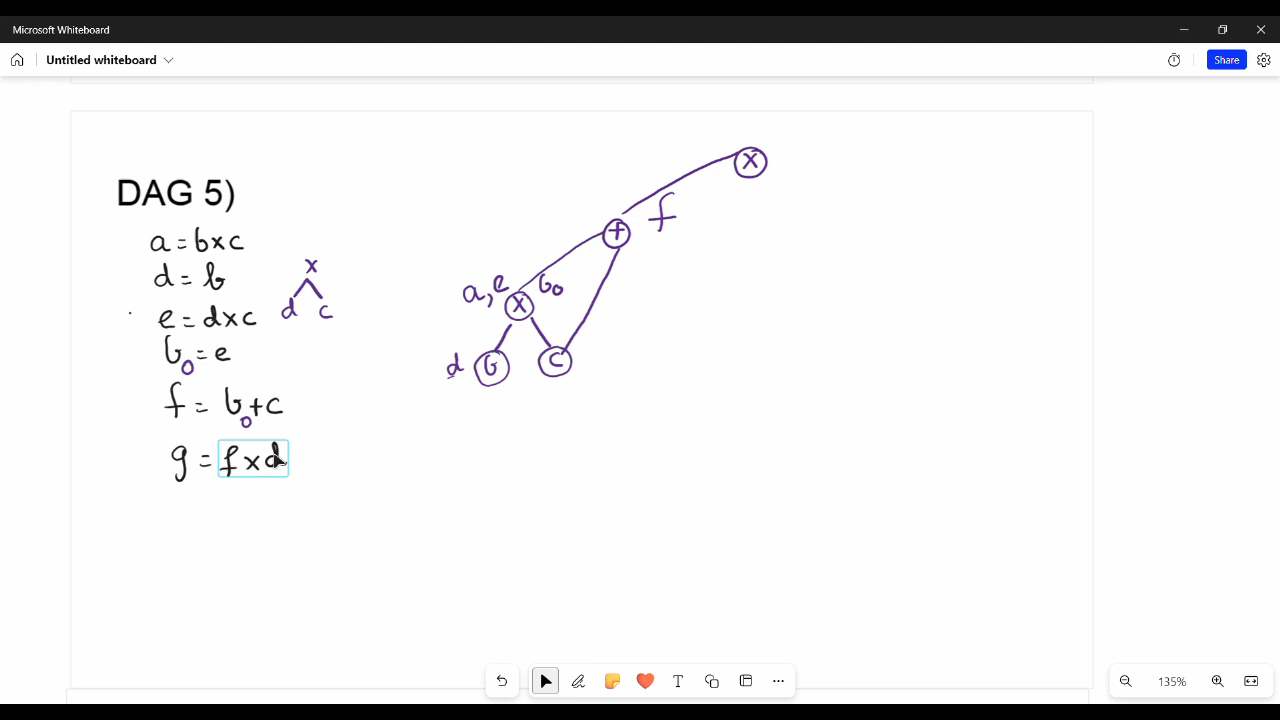 Microsoft Whiteboard
Untitled whiteboard
Share
DAG 5)
a = b x c
d = b
e = d x c
b0 = e
f = b0 + c
g = f x d
x
d c
x
f
+
a, e b0
x
d b c
135%
T